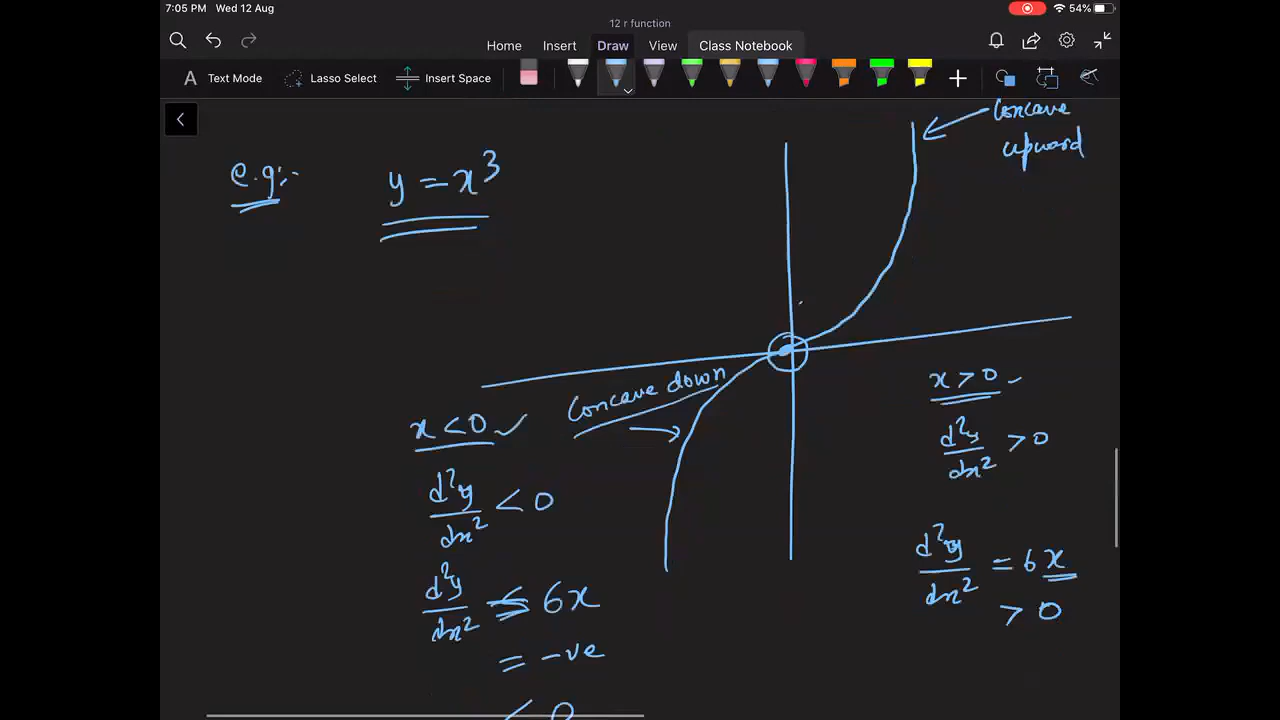 7:05 PM Wed 12 Aug
54%
12 r function
Home Insert Draw View Class Notebook
A Text Mode Lasso Select Insert Space
concave
upward
e.g:-
y = x³
concave down
x < 0 ✓
d²y/dx² < 0
d²y/dx² = 6x
= -ve
< 0
x > 0 ✓
d²y/dx² > 0
d²y/dx² = 6x
> 0